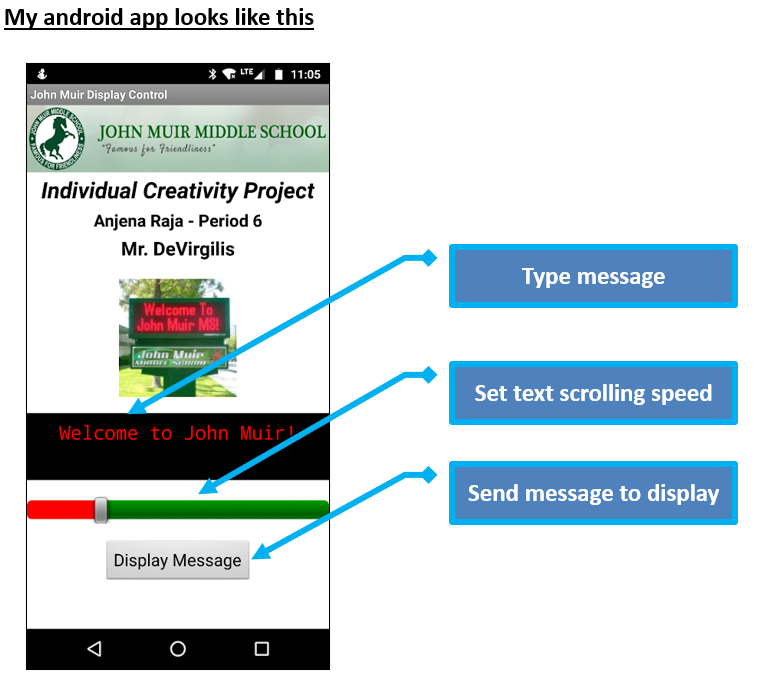 My android app looks like this
LTE
11:05
John Muir Display Control
JOHN MUIR MIDDLE SCHOOL
FAMOUS FOR FRIENDLINESS
JOHN MUIR MIDDLE SCHOOL
"Famous for Friendliness"
Individual Creativity Project
Anjena Raja - Period 6
Mr. DeVirgilis
Welcome To
John Muir MS!
John Muir
MIDDLE SCHOOL
Type message
Set text scrolling speed
Welcome to John Muir!
Send message to display
Display Message